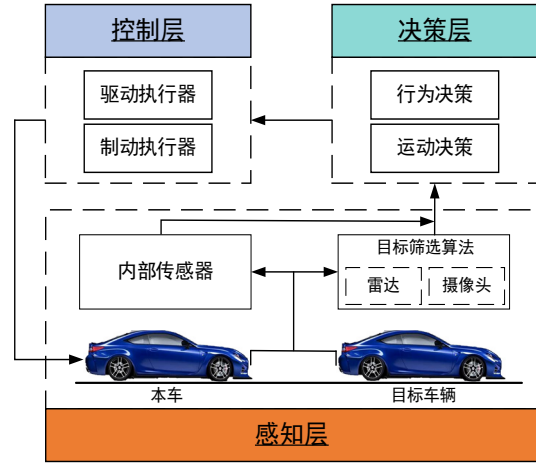 控制层
决策层
驱动执行器
制动执行器
行为决策
运动决策
内部传感器
目标筛选算法
雷达
摄像头
本车
目标车辆
感知层